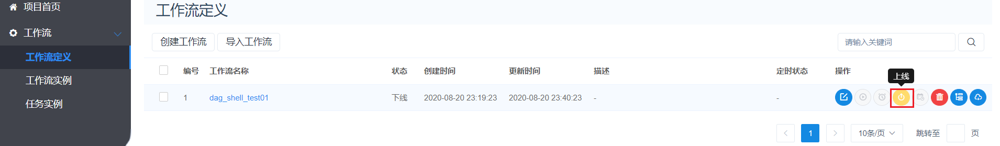 项目首页
工作流
工作流定义
工作流实例
任务实例
工作流定义
创建工作流 导入工作流 请输入关键词
编号 工作流名称 状态 创建时间 更新时间 描述 定时状态 操作
上线
1 dag_shell_test01 下线 2020-08-20 23:19:23 2020-08-20 23:40:23 - -
1 10条/页 跳转至 页